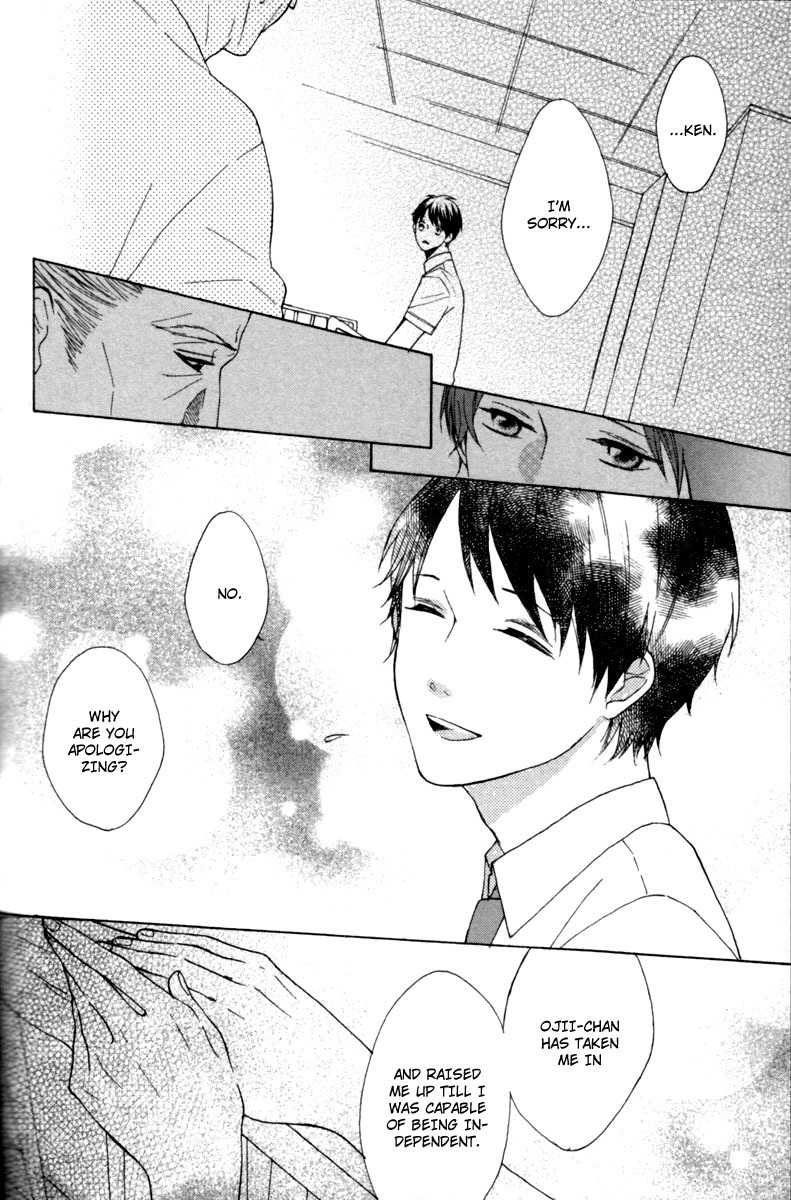 ...KEN.
I'M
SORRY...
NO.
WHY
ARE YOU
APOLOGI-
ZING?
OJII-CHAN
HAS TAKEN
ME IN
AND RAISED
ME UP TILL I
WAS CAPABLE
OF BEING IN-
DEPENDENT.